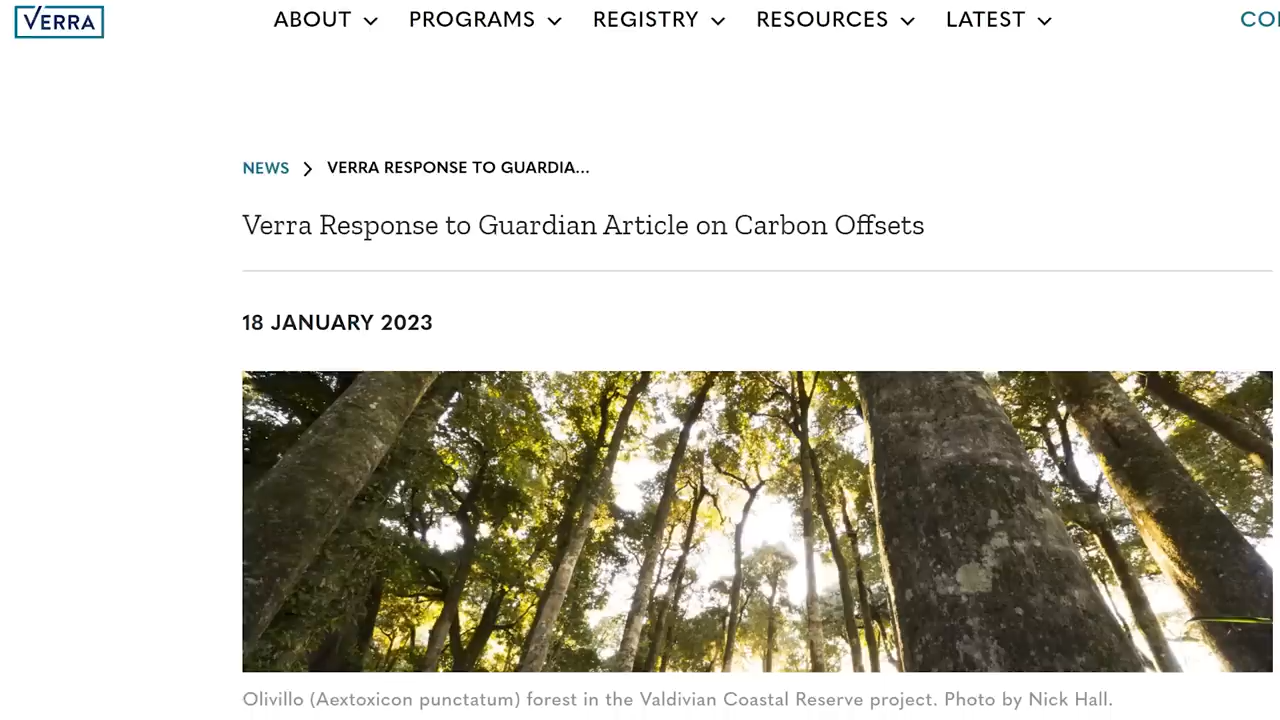 VERRA
ABOUT PROGRAMS REGISTRY RESOURCES LATEST
NEWS > VERRA RESPONSE TO GUARDIA...
Verra Response to Guardian Article on Carbon Offsets
18 JANUARY 2023
Olivillo (Aextoxicon punctatum) forest in the Valdivian Coastal Reserve project. Photo by Nick Hall.